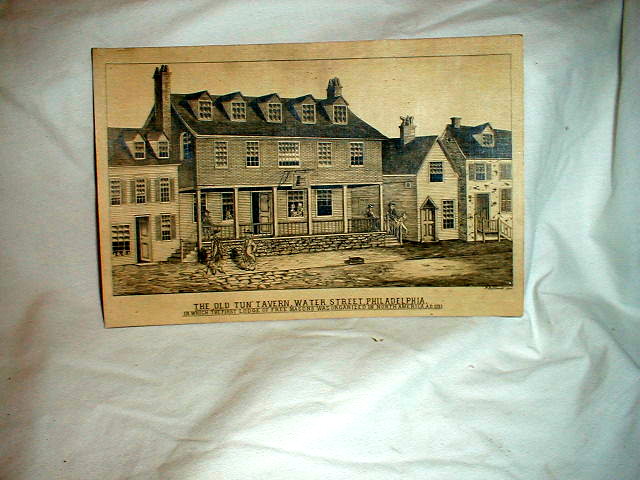 THE OLD TUN TAVERN, WATER STREET, PHILADELPHIA,
IN WHICH THE FIRST LODGE OF FREE MASONS WAS ORGANIZED IN NORTH AMERICA A.D.